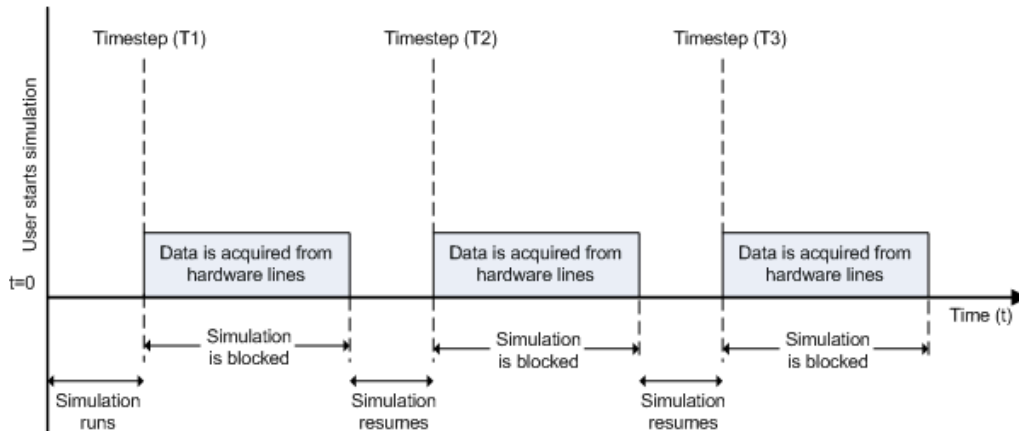 Timestep (T1)
Timestep (T2)
Timestep (T3)
User starts simulation
Data is acquired from
hardware lines
Data is acquired from
hardware lines
Data is acquired from
hardware lines
t=0
Time (t)
Simulation
is blocked
Simulation
is blocked
Simulation
is blocked
Simulation
runs
Simulation
resumes
Simulation
resumes